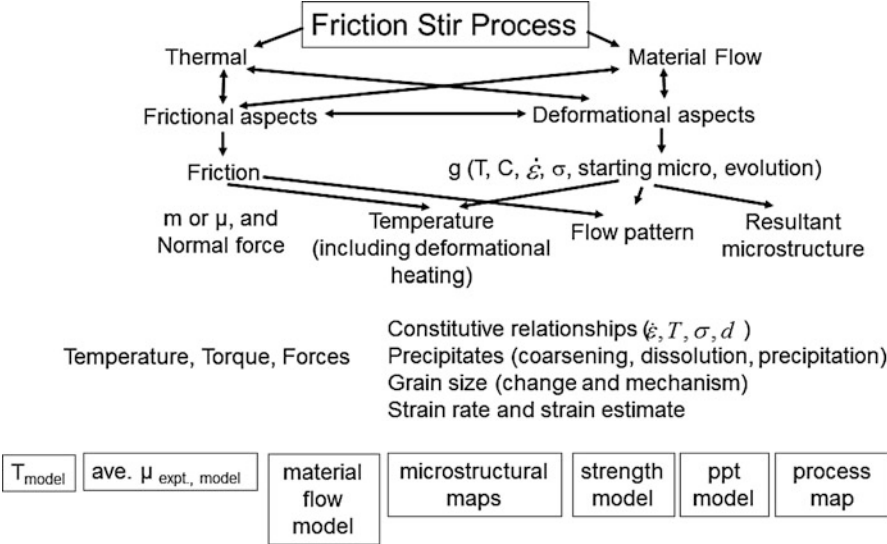 Friction Stir Process
Thermal
Material Flow
Frictional aspects
Deformational aspects
Friction
g (T, C, ε̇, σ, starting micro, evolution)
m or μ, and
Normal force
Temperature
(including deformational
heating)
Flow pattern
Resultant
microstructure
Temperature, Torque, Forces
Constitutive relationships (ε̇, T, σ, d )
Precipitates (coarsening, dissolution, precipitation)
Grain size (change and mechanism)
Strain rate and strain estimate
Tmodel
ave. μ expt., model
material
flow
model
microstructural
maps
strength
model
ppt
model
process
map